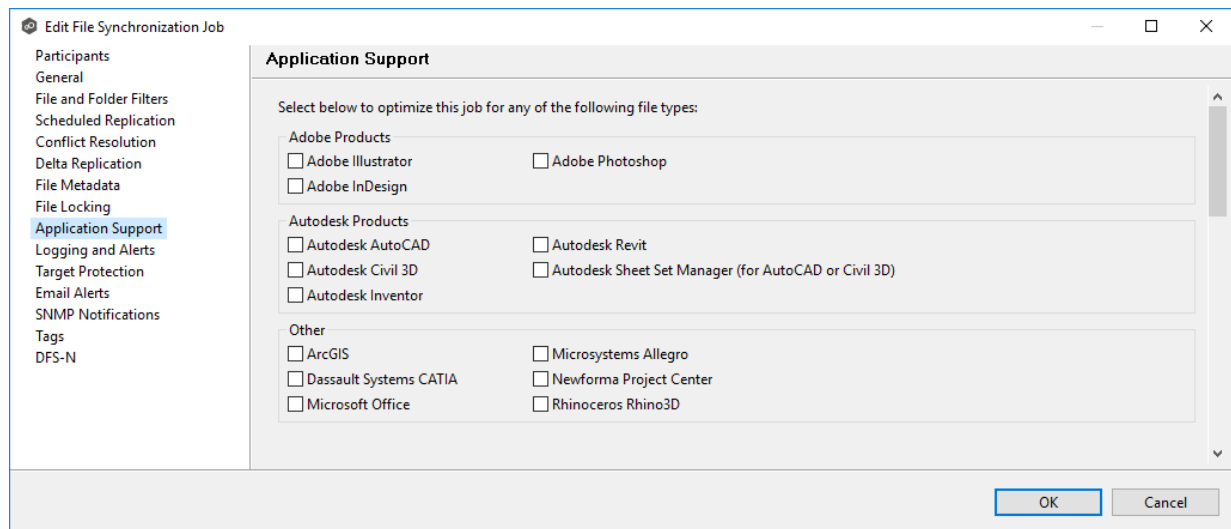 Edit File Synchronization Job
Participants
General
File and Folder Filters
Scheduled Replication
Conflict Resolution
Delta Replication
File Metadata
File Locking
Application Support
Logging and Alerts
Target Protection
Email Alerts
SNMP Notifications
Tags
DFS-N
Application Support
Select below to optimize this job for any of the following file types:
Adobe Products
Adobe Illustrator
Adobe Photoshop
Adobe InDesign
Autodesk Products
Autodesk AutoCAD
Autodesk Revit
Autodesk Civil 3D
Autodesk Sheet Set Manager (for AutoCAD or Civil 3D)
Autodesk Inventor
Other
ArcGIS
Microsystems Allegro
Dassault Systems CATIA
Newforma Project Center
Microsoft Office
Rhinoceros Rhino3D
OK
Cancel